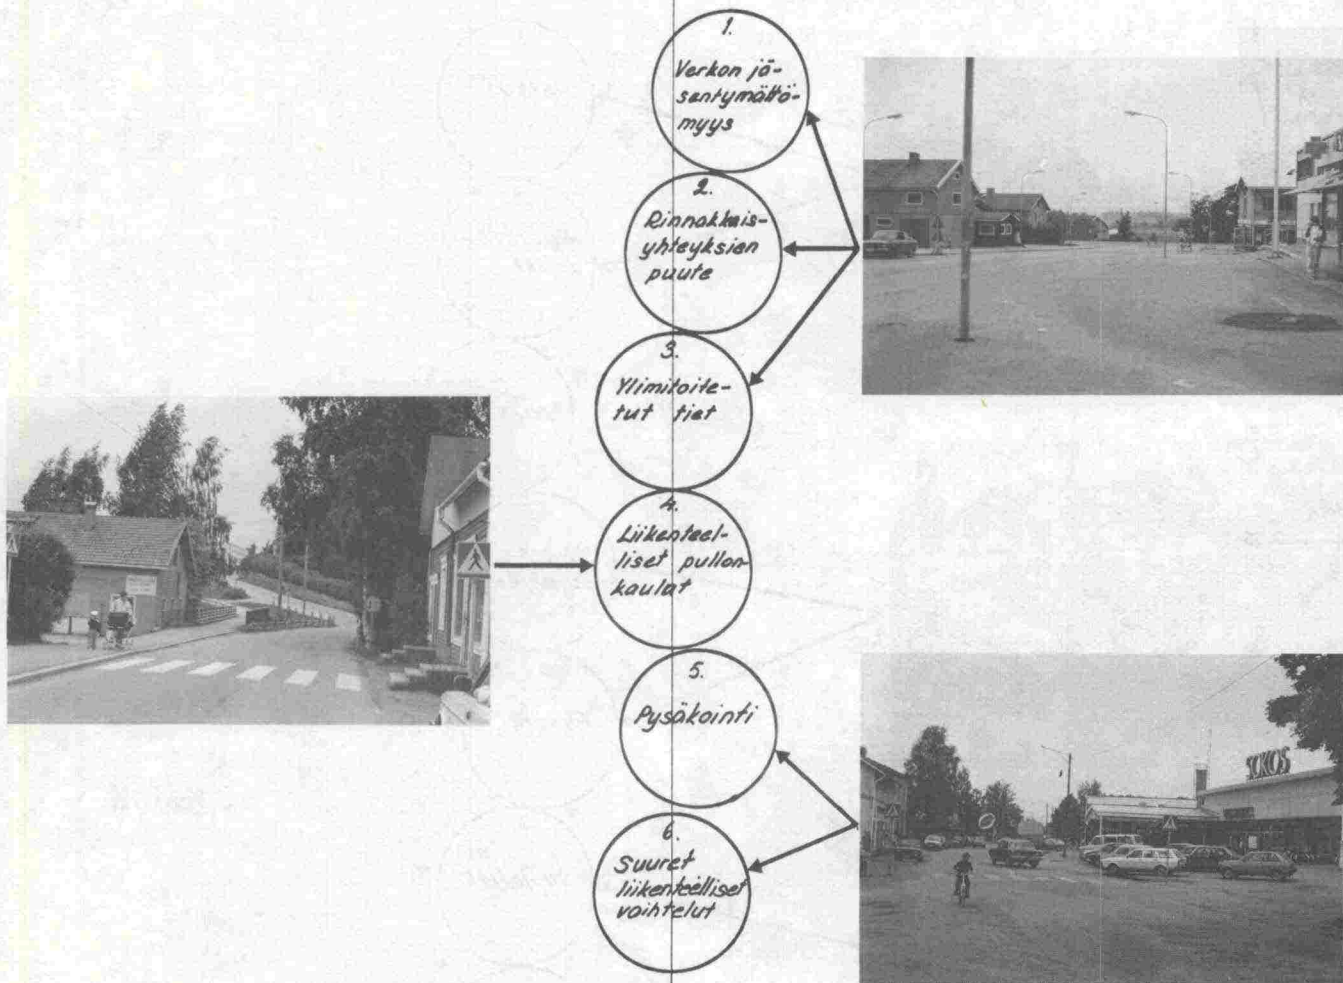 1.
Verkon jä-
sentymättö-
myys
2.
Rinnakkais-
yhteyksien
puute
3.
Ylimitoite-
tut tiet
4.
Liikenteel-
liset pullon-
kaulat
5.
Pysäköinti
6.
Suuret
liikenteelliset
vaihtelut
SOKOS